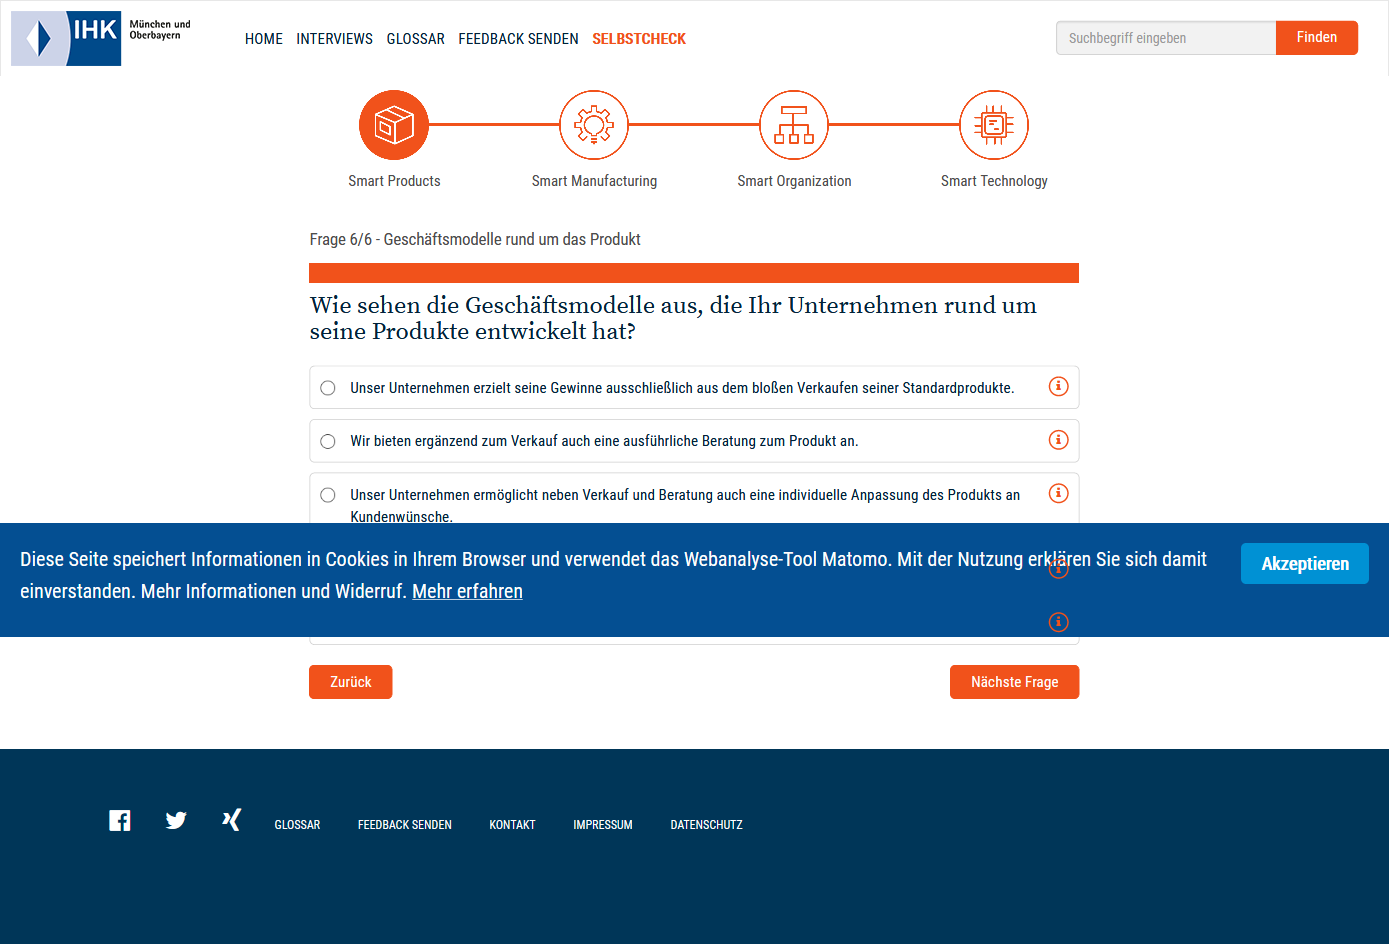 IHK
München und
Oberbayern
HOME INTERVIEWS GLOSSAR FEEDBACK SENDEN SELBSTCHECK
Suchbegriff eingeben
Finden
Smart Products
Smart Manufacturing
Smart Organization
Smart Technology
Frage 6/6 - Geschäftsmodelle rund um das Produkt
Wie sehen die Geschäftsmodelle aus, die Ihr Unternehmen rund um
seine Produkte entwickelt hat?
Unser Unternehmen erzielt seine Gewinne ausschließlich aus dem bloßen Verkaufen seiner Standardprodukte.
Wir bieten ergänzend zum Verkauf auch eine ausführliche Beratung zum Produkt an.
Unser Unternehmen ermöglicht neben Verkauf und Beratung auch eine individuelle Anpassung des Produkts an
Kundenwünsche.
Diese Seite speichert Informationen in Cookies in Ihrem Browser und verwendet das Webanalyse-Tool Matomo. Mit der Nutzung erklären Sie sich damit
einverstanden. Mehr Informationen und Widerruf. Mehr erfahren
Akzeptieren
Zurück
Nächste Frage
GLOSSAR
FEEDBACK SENDEN
KONTAKT
IMPRESSUM
DATENSCHUTZ